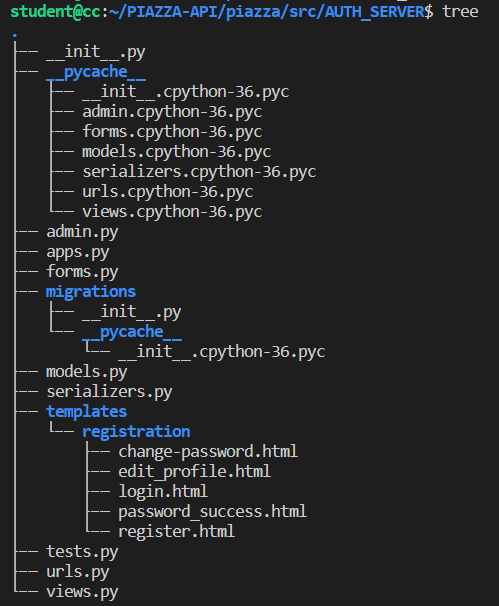 student@cc:~/PIAZZA-API/piazza/src/AUTH_SERVER$ tree
.
├── __init__.py
├── __pycache__
│   ├── __init__.cpython-36.pyc
│   ├── admin.cpython-36.pyc
│   ├── forms.cpython-36.pyc
│   ├── models.cpython-36.pyc
│   ├── serializers.cpython-36.pyc
│   ├── urls.cpython-36.pyc
│   └── views.cpython-36.pyc
├── admin.py
├── apps.py
├── forms.py
├── migrations
│   ├── __init__.py
│   └── __pycache__
│       └── __init__.cpython-36.pyc
├── models.py
├── serializers.py
├── templates
│   └── registration
│       ├── change-password.html
│       ├── edit_profile.html
│       ├── login.html
│       ├── password_success.html
│       └── register.html
├── tests.py
├── urls.py
└── views.py